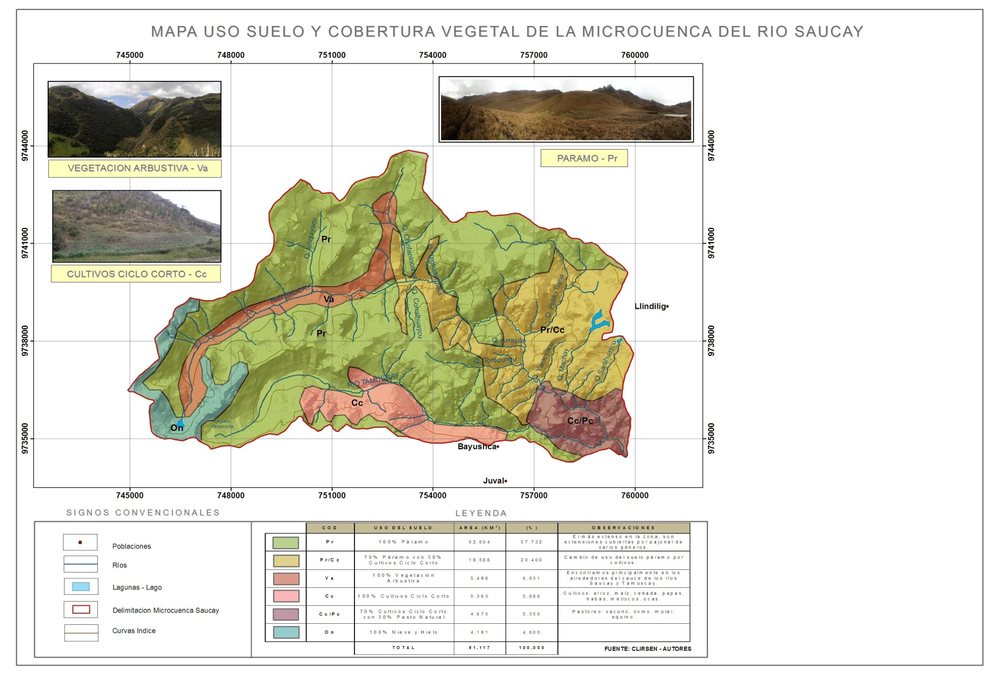 MAPA USO SUELO Y COBERTURA VEGETAL DE LA MICROCUENCA DEL RIO SAUCAY
745000 748000 751000 754000 757000 760000
9744000
9741000
9738000
9735000
9744000
9741000
9738000
9735000
VEGETACION ARBUSTIVA - Va
CULTIVOS CICLO CORTO - Cc
PARAMO - Pr
Pr
Q. Chintanlocoma
RIO SAUCAY
Va
Pr
Q. Corralhuaycu
Q. Pablo Tiana
Llindilig
Pr/Cc
Q. Arrayán
Q. Toropungu
Q. Yaracyacu
Q. Machay
Q. Sarahuaycu
RIO TAMUSCAY
Cc
Cc/Pc
On
Laguna
Yanacocha
Bayushca
Juval
745000 748000 751000 754000 757000 760000
SIGNOS CONVENCIONALES
Poblaciones
Ríos
Lagunas - Lago
Delimitacion Microcuenca Saucay
Curvas Indice
LEYENDA
COD USO DEL SUELO AREA (KM²) (%) OBSERVACIONES
Pr 100% Páramo 52,604 57,732 El más extenso en la zona, son
extensiones cubiertas por pajonal de
varios géneros.
Pr/Cc 70% Páramo con 30%
Cultivos Ciclo Corto 18,588 20,400 Cambio de uso del suelo páramo por
cultivos.
Va 100% Vegetación
Arbustiva 5,496 6,031 Encontramos principalmente en los
alrededores del cauce de los ríos
Saucay y Tamuscay.
Cc 100% Cultivos Ciclo Corto 5,363 5,886 Cultivos: arroz, maíz, cebada, papas,
habas, mellocos, ocas.
Cc/Pc 70% Cultivos Ciclo Corto
con 30% Pasto Natural 4,875 5,350 Pastoreo: vacuno, ovino, mular,
equino.
On 100% Nieve y Hielo 4,191 4,600
TOTAL 91,117 100,000
FUENTE: CLIRSEN - AUTORES